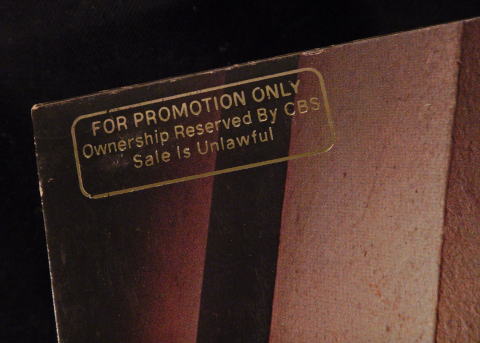 FOR PROMOTION ONLY
Ownership Reserved By CBS
Sale Is Unlawful